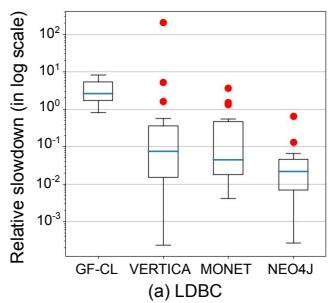 Relative slowdown (in log scale)
10²
10¹
10⁰
10⁻¹
10⁻²
10⁻³
GF-CL VERTICA MONET NEO4J
(a) LDBC